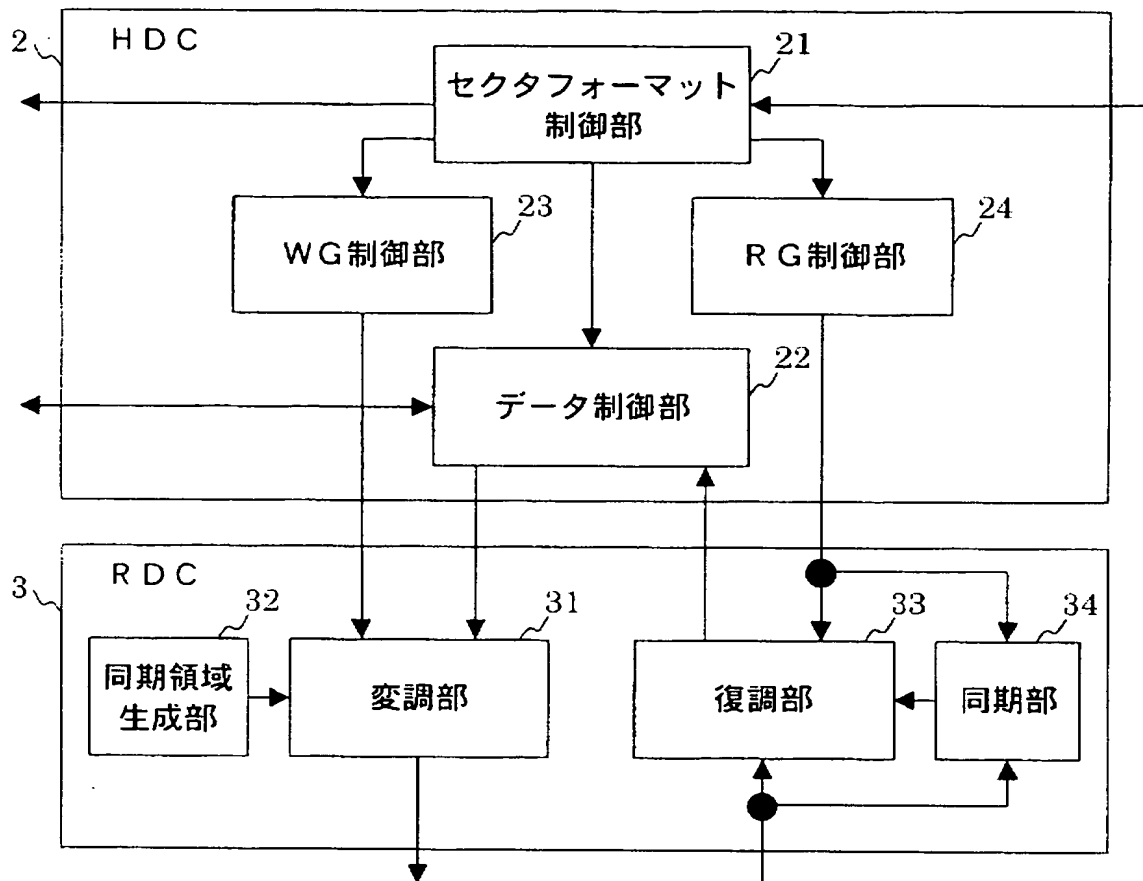 2
HDC
21
セクタフォーマット
制御部
23
WG制御部
24
RG制御部
22
データ制御部
3
RDC
32
同期領域
生成部
31
変調部
33
復調部
34
同期部